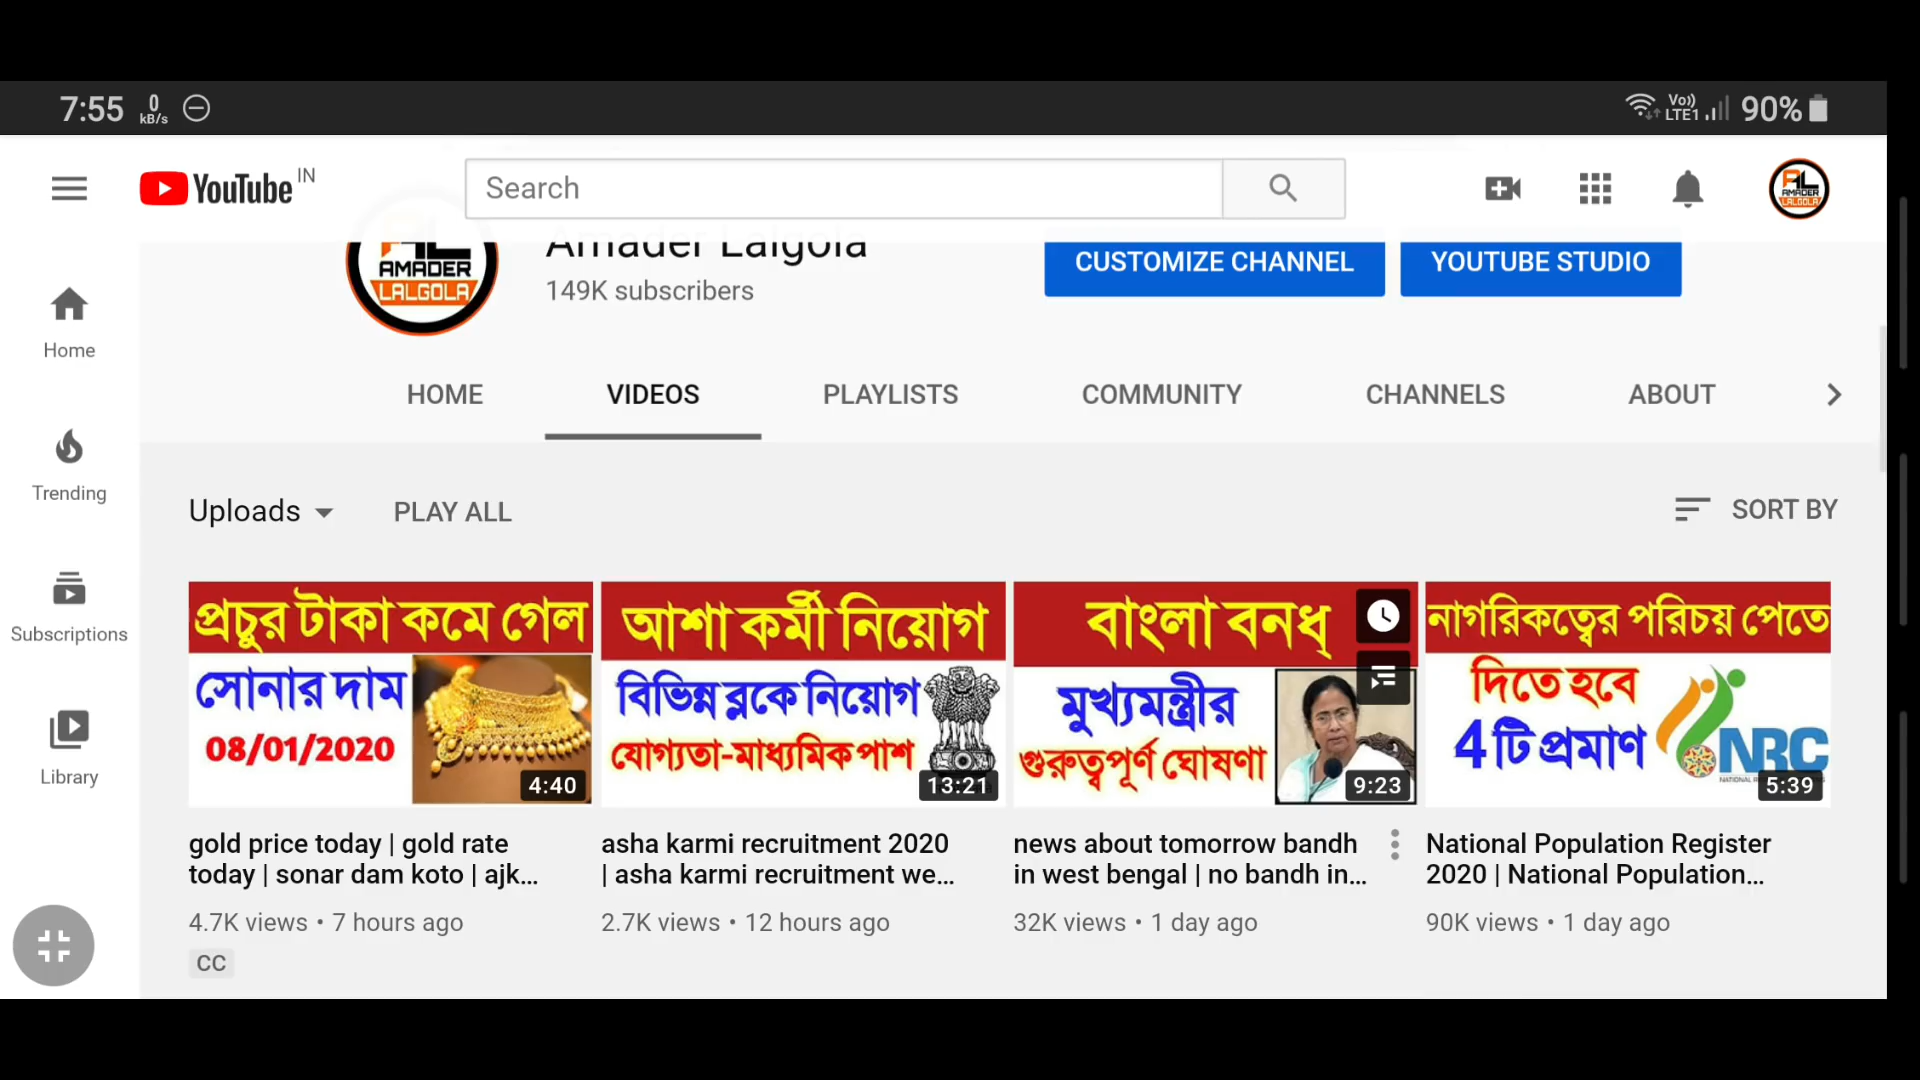 7:55 0 kB/s Vo)) LTE1 90%
YouTube IN
Search
AL AMADER LALGOLA
Amader Lalgola
CUSTOMIZE CHANNEL
YOUTUBE STUDIO
AMADER
LALGOLA
149K subscribers
HOME VIDEOS PLAYLISTS COMMUNITY CHANNELS ABOUT
Home
Trending
Subscriptions
Library
Uploads PLAY ALL SORT BY
প্রচুর টাকা কমে গেল
সোনার দাম
08/01/2020
4:40
আশা কর্মী নিয়োগ
বিভিন্ন ব্লকে নিয়োগ
যোগ্যতা-মাধ্যমিক পাশ
13:21
বাংলা বনধ্
মুখ্যমন্ত্রীর
গুরুত্বপূর্ণ ঘোষণা
9:23
নাগরিকত্বের পরিচয় পেতে
দিতে হবে
4টি প্রমাণ
NRC
5:39
gold price today | gold rate
today | sonar dam koto | ajk...
4.7K views • 7 hours ago
CC
asha karmi recruitment 2020
| asha karmi recruitment we...
2.7K views • 12 hours ago
news about tomorrow bandh
in west bengal | no bandh in...
32K views • 1 day ago
National Population Register
2020 | National Population...
90K views • 1 day ago